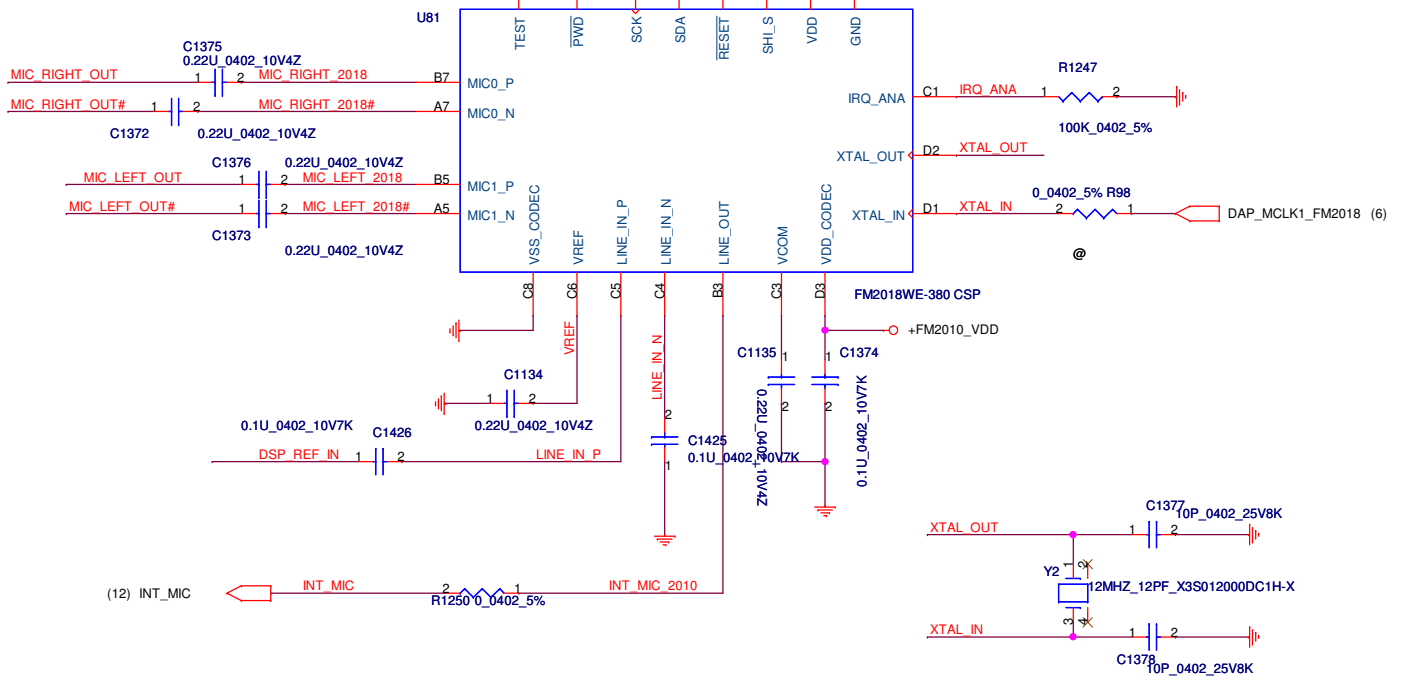 U81
TEST
PWD
SCK
SDA
RESET
SHI_S
VDD
GND
C1375
0.22U_0402_10V4Z
MIC_RIGHT_OUT 1 2 MIC_RIGHT_2018 B7 MIC0_P
MIC_RIGHT_OUT# 1 2 MIC_RIGHT_2018# A7 MIC0_N
C1372 0.22U_0402_10V4Z
C1376 0.22U_0402_10V4Z
MIC_LEFT_OUT 1 2 MIC_LEFT_2018 B5 MIC1_P
MIC_LEFT_OUT# 1 2 MIC_LEFT_2018# A5 MIC1_N
C1373
0.22U_0402_10V4Z
R1247
IRQ_ANA C1 IRQ_ANA 1 2
100K_0402_5%
XTAL_OUT D2 XTAL_OUT
0_0402_5% R98
XTAL_IN D1 XTAL_IN 2 1 DAP_MCLK1_FM2018 (6)
@
VSS_CODEC
VREF
LINE_IN_P
LINE_IN_N
LINE_OUT
VCOM
VDD_CODEC
C8
C6
C5
C4
B3
C3
D3
FM2018WE-380 CSP
+FM2010_VDD
VREF
LINE_IN_N
C1134
1 2
0.22U_0402_10V4Z
C1135 1
2
0.22U_0402_10V4Z
C1374
1
2
0.1U_0402_10V7K
0.1U_0402_10V7K
C1426
DSP_REF_IN 1 2 LINE_IN_P
2
C1425
0.1U_0402_10V7K
1
(12) INT_MIC INT_MIC 2 1 INT_MIC_2010
R1250 0_0402_5%
C1377
10P_0402_25V8K
XTAL_OUT 1 2
Y2
1 2
12MHZ_12PF_X3S012000DC1H-X
3 4
XTAL_IN 1 2
C1378
10P_0402_25V8K